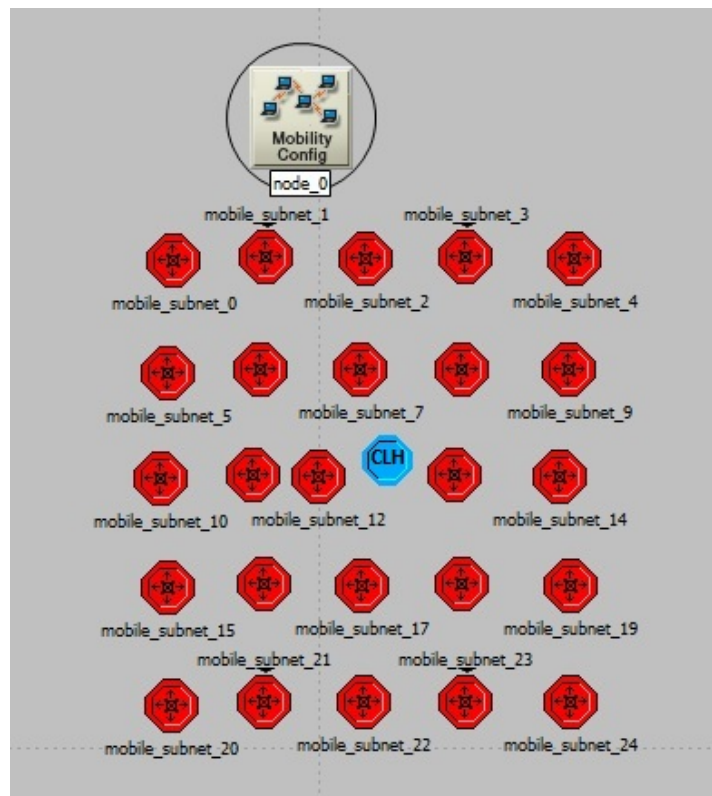 Mobility
Config
node_0
mobile_subnet_1
mobile_subnet_3
mobile_subnet_0
mobile_subnet_2
mobile_subnet_4
mobile_subnet_5
mobile_subnet_7
mobile_subnet_9
CLH
mobile_subnet_10
mobile_subnet_12
mobile_subnet_14
mobile_subnet_15
mobile_subnet_17
mobile_subnet_19
mobile_subnet_21
mobile_subnet_23
mobile_subnet_20
mobile_subnet_22
mobile_subnet_24